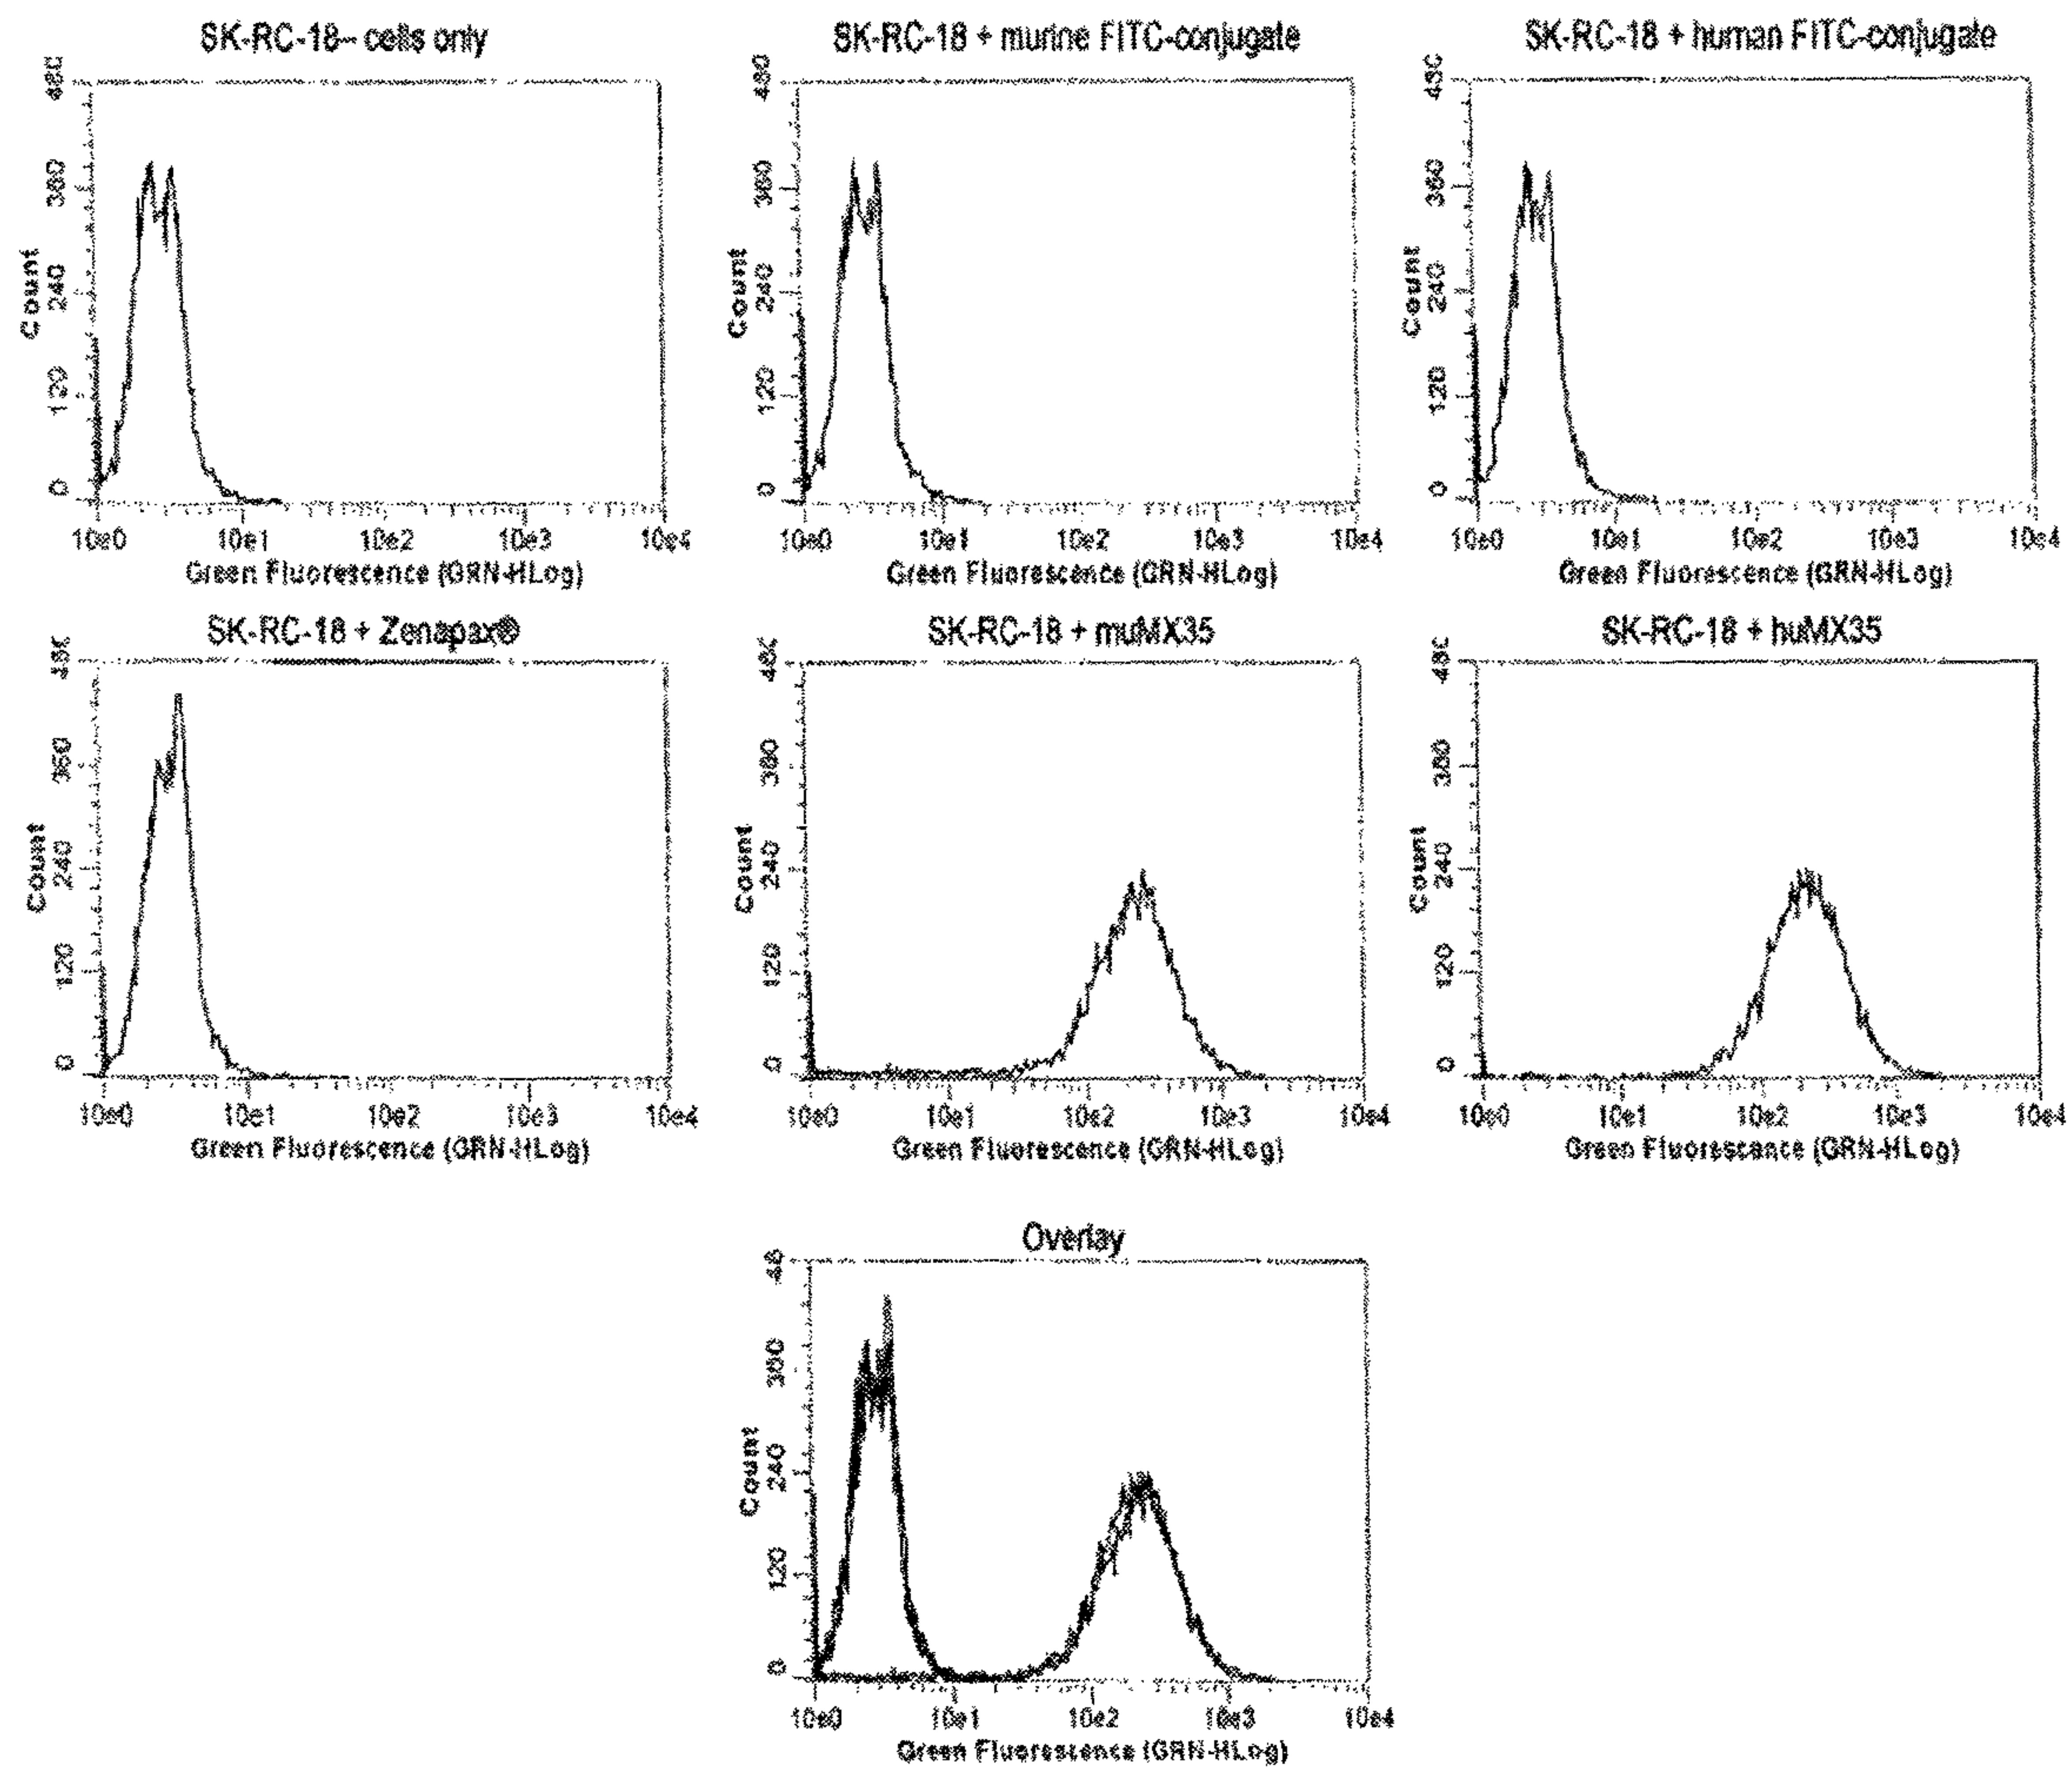 SK-RC-18-- cells only
480
360
240
120
0
Count
10e0 10e1 10e2 10e3 10e4
Green Fluorescence (GRN-HLog)
SK-RC-18 + murine FITC-conjugate
480
360
240
120
0
Count
10e0 10e1 10e2 10e3 10e4
Green Fluorescence (GRN-HLog)
SK-RC-18 + human FITC-conjugate
480
360
240
120
0
Count
10e0 10e1 10e2 10e3 10e4
Green Fluorescence (GRN-HLog)
SK-RC-18 + Zenapax®
480
360
240
120
0
Count
10e0 10e1 10e2 10e3 10e4
Green Fluorescence (GRN-HLog)
SK-RC-18 + muMX35
480
360
240
120
0
Count
10e0 10e1 10e2 10e3 10e4
Green Fluorescence (GRN-HLog)
SK-RC-18 + huMX35
480
360
240
120
0
Count
10e0 10e1 10e2 10e3 10e4
Green Fluorescence (GRN-HLog)
Overlay
48
360
240
120
0
Count
10e0 10e1 10e2 10e3 10e4
Green Fluorescence (GRN-HLog)